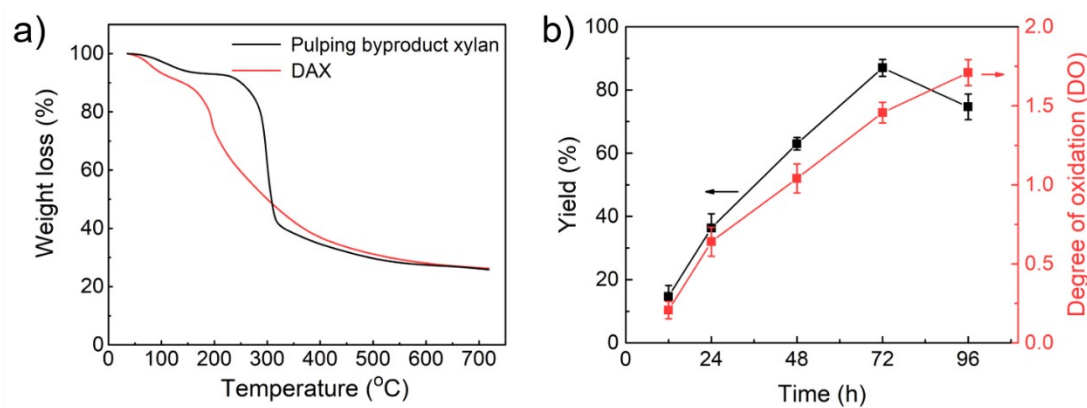 a)
Pulping byproduct xylan
DAX
Weight loss (%)
100
80
60
40
20
0
0 100 200 300 400 500 600 700
Temperature (°C)
b)
Yield (%)
100
80
60
40
20
0
0 24 48 72 96
Time (h)
2.0
1.5
1.0
0.5
0.0
Degree of oxidation (DO)